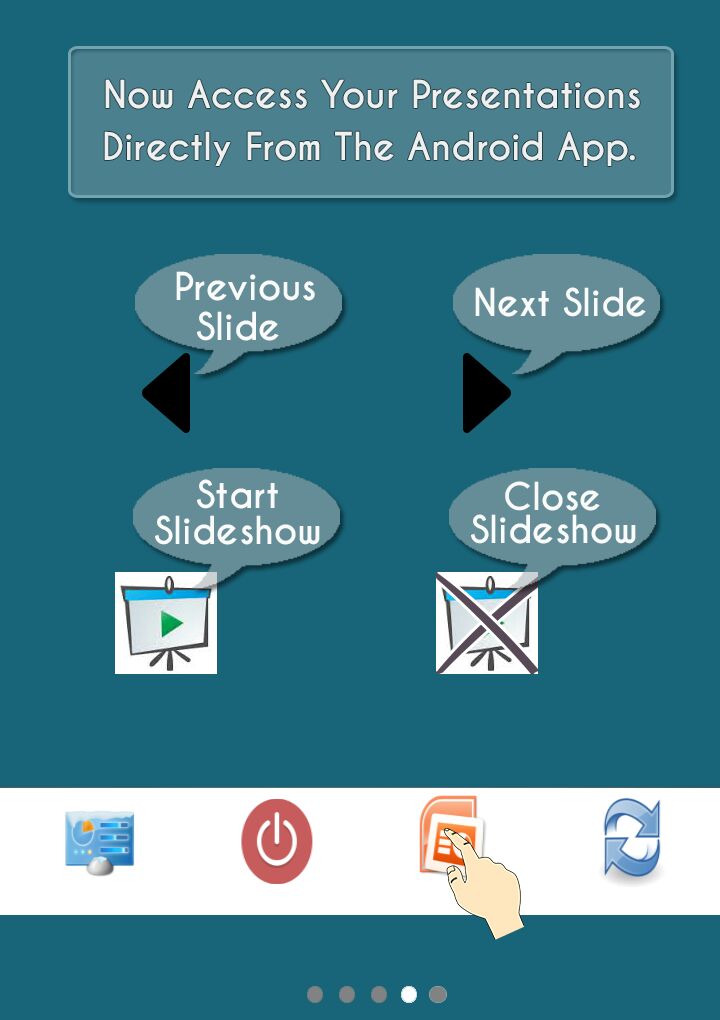 Now Access Your Presentations
Directly From The Android App.
Previous
Slide
Next Slide
Start
Slideshow
Close
Slideshow